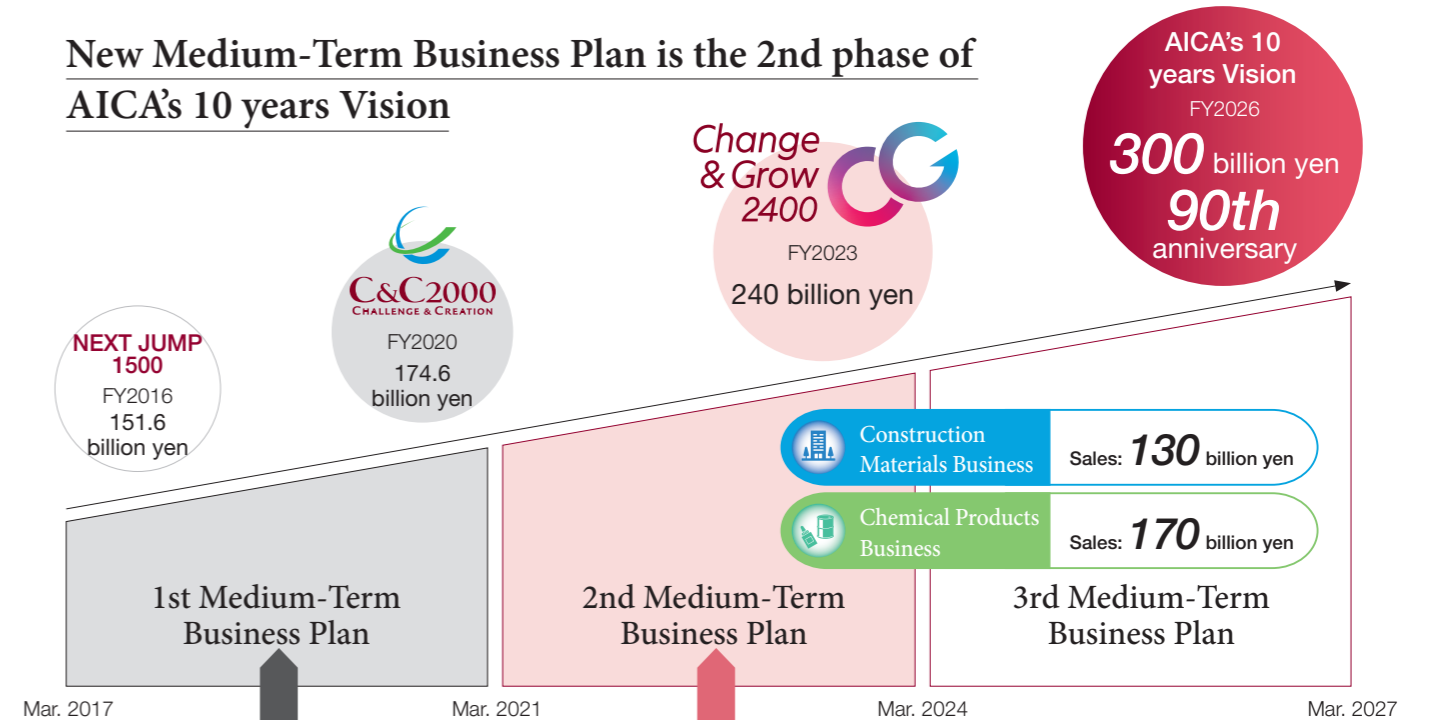 New Medium-Term Business Plan is the 2nd phase of
AICA’s 10 years Vision
AICA’s 10
years Vision
FY2026
300 billion yen
90th
anniversary
Change
& Grow
2400
CG
FY2023
240 billion yen
C&C2000
CHALLENGE & CREATION
FY2020
174.6
billion yen
NEXT JUMP
1500
FY2016
151.6
billion yen
Construction
Materials Business
Sales: 130 billion yen
Chemical Products
Business
Sales: 170 billion yen
1st Medium-Term
Business Plan
2nd Medium-Term
Business Plan
3rd Medium-Term
Business Plan
Mar. 2017
Mar. 2021
Mar. 2024
Mar. 2027